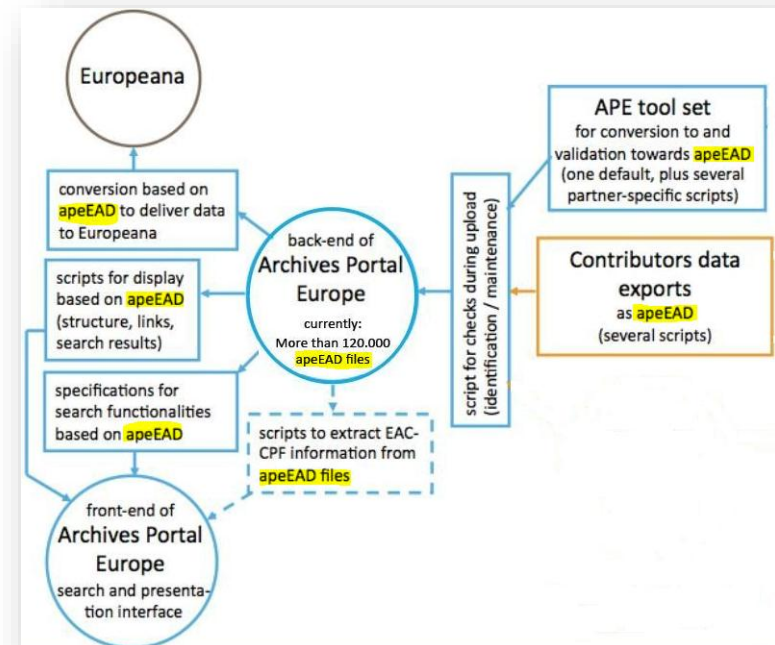 Europeana
conversion based on
apeEAD to deliver data
to Europeana
scripts for display
based on apeEAD
(structure, links,
search results)
specifications for
search functionalities
based on apeEAD
front-end of
Archives Portal
Europe
search and presenta-
tion interface
back-end of
Archives Portal
Europe
currently:
More than 120.000
apeEAD files
scripts to extract EAC-
CPF information from
apeEAD files
script for checks during upload
(identification / maintenance)
APE tool set
for conversion to and
validation towards apeEAD
(one default, plus several
partner-specific scripts)
Contributors data
exports
as apeEAD
(several scripts)